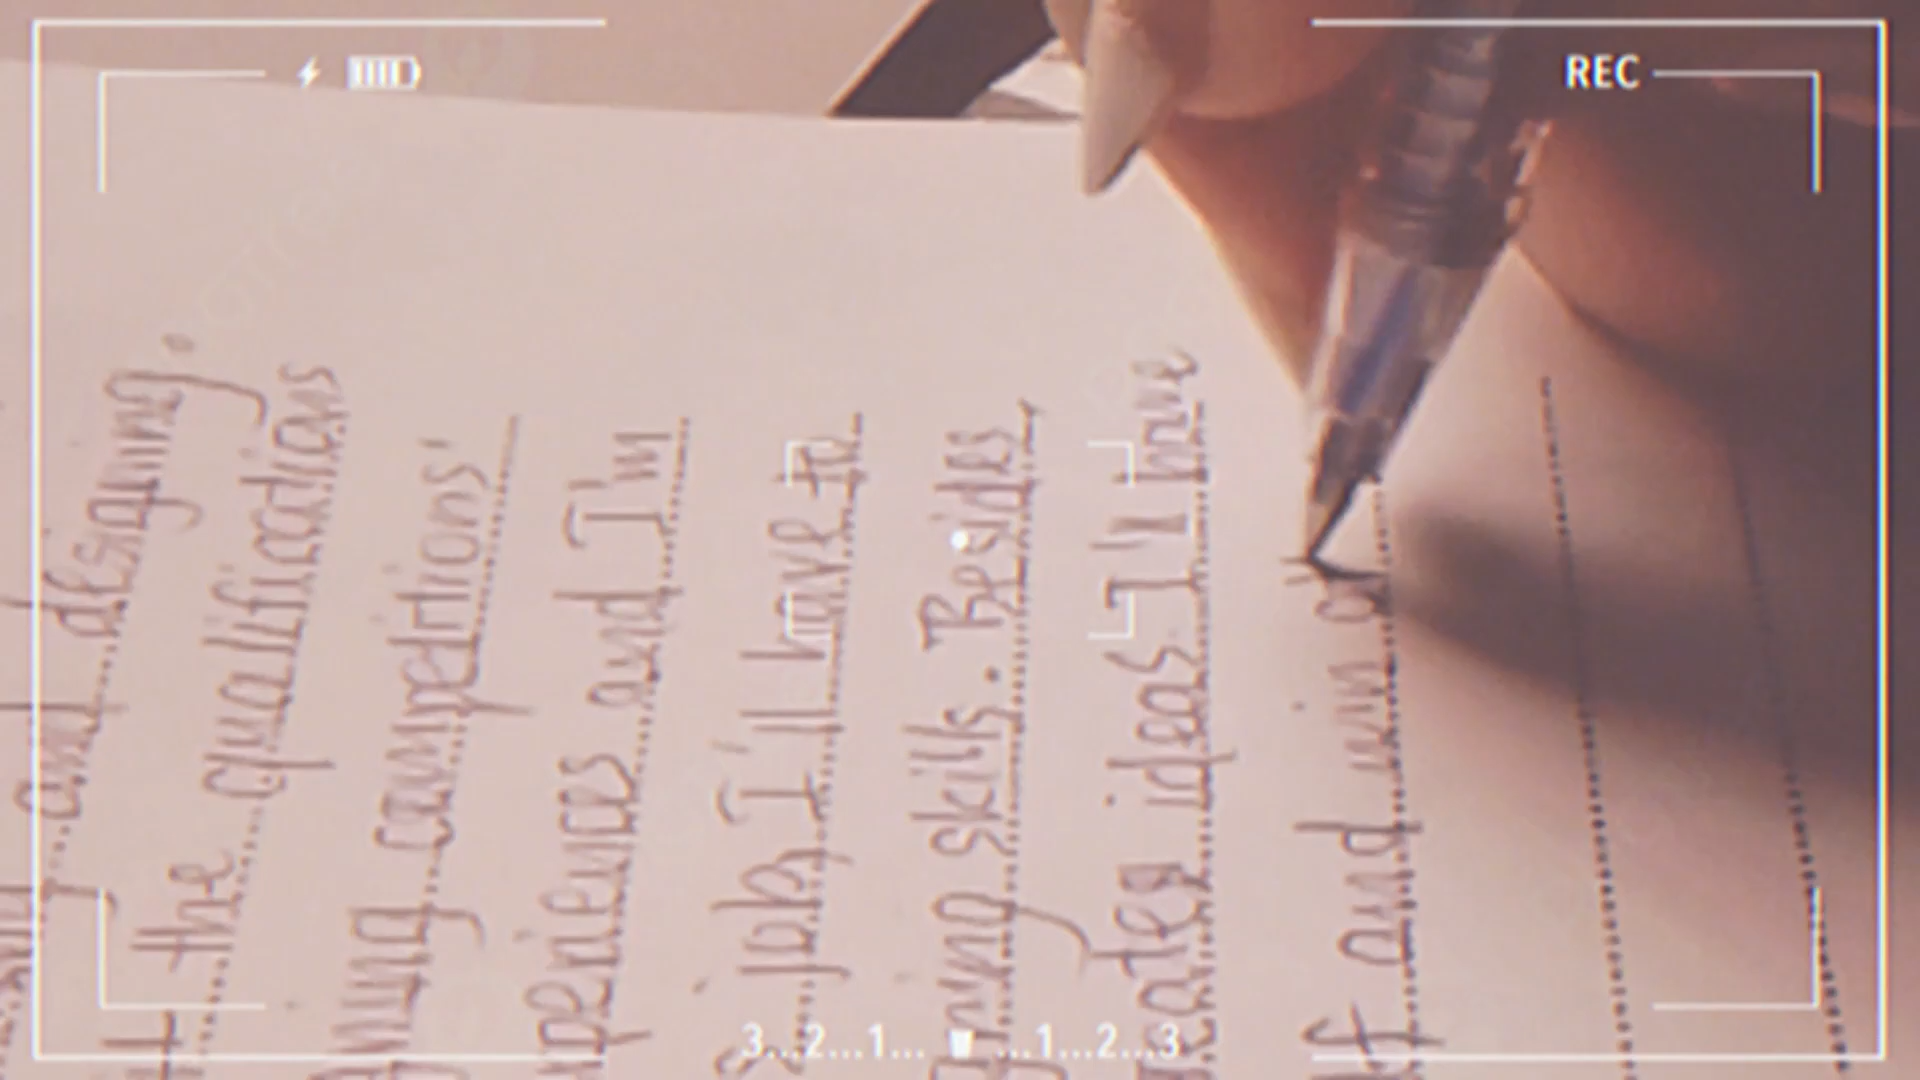 REC
and designing.
the qualifications
competitions'
experiences and I'm
job, I'll have to
skills. Besides
ideas. I'll have
and win a
3...2...1... ...1...2...3